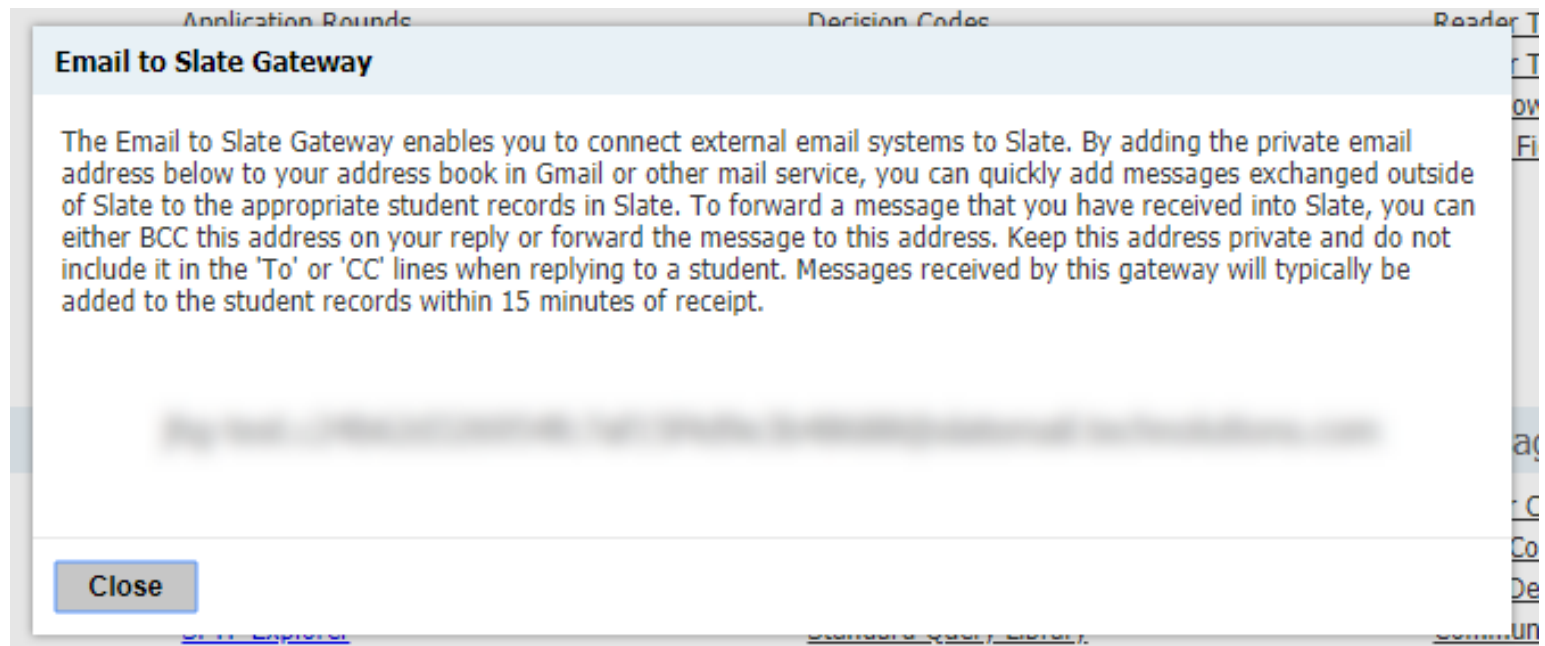 Application Rounds Decision Codes Reader
Email to Slate Gateway
The Email to Slate Gateway enables you to connect external email systems to Slate. By adding the private email
address below to your address book in Gmail or other mail service, you can quickly add messages exchanged outside
of Slate to the appropriate student records in Slate. To forward a message that you have received into Slate, you can
either BCC this address on your reply or forward the message to this address. Keep this address private and do not
include it in the 'To' or 'CC' lines when replying to a student. Messages received by this gateway will typically be
added to the student records within 15 minutes of receipt.
Close
Explorer Standard Query Library